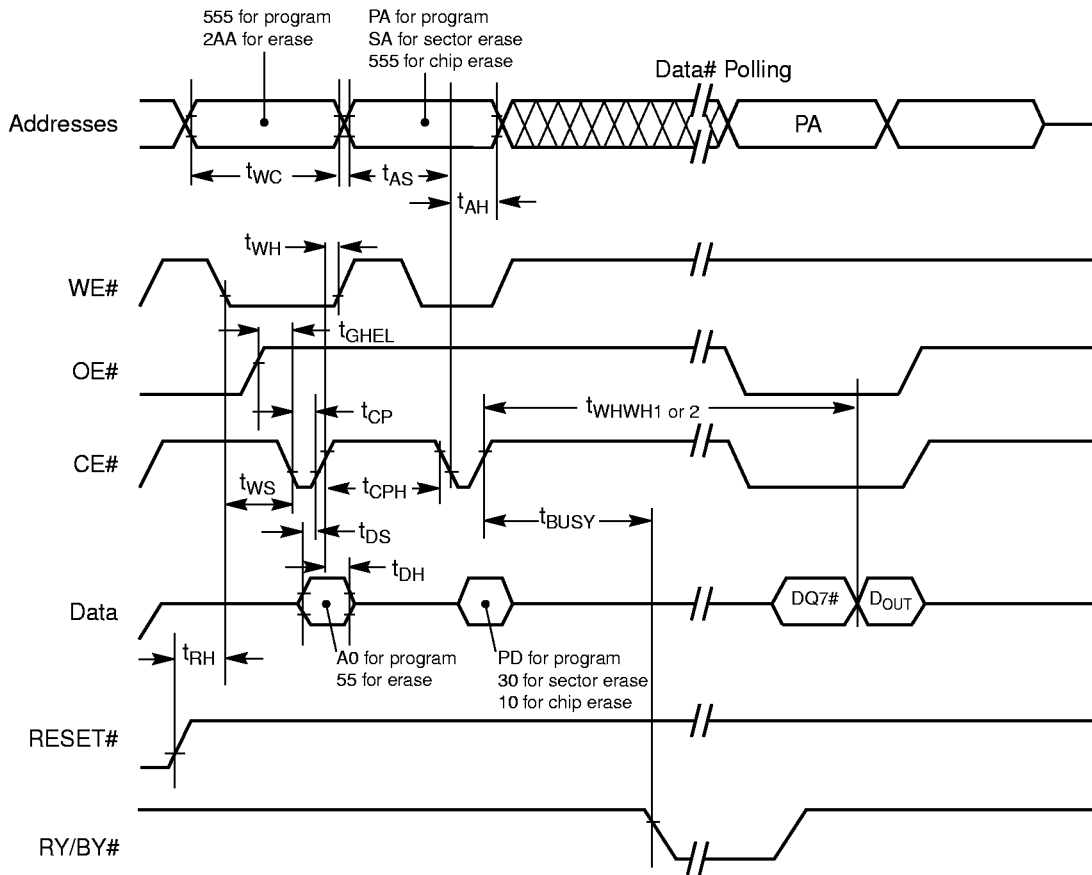 555 for program
2AA for erase
PA for program
SA for sector erase
555 for chip erase
Data# Polling
Addresses
PA
tWC
tAS
tAH
tWH
WE#
tGHEL
OE#
tWHWH1 or 2
tCP
CE#
tWS
tCPH
tBUSY
tDS
tDH
Data
DQ7#
DOUT
tRH
A0 for program
55 for erase
PD for program
30 for sector erase
10 for chip erase
RESET#
RY/BY#